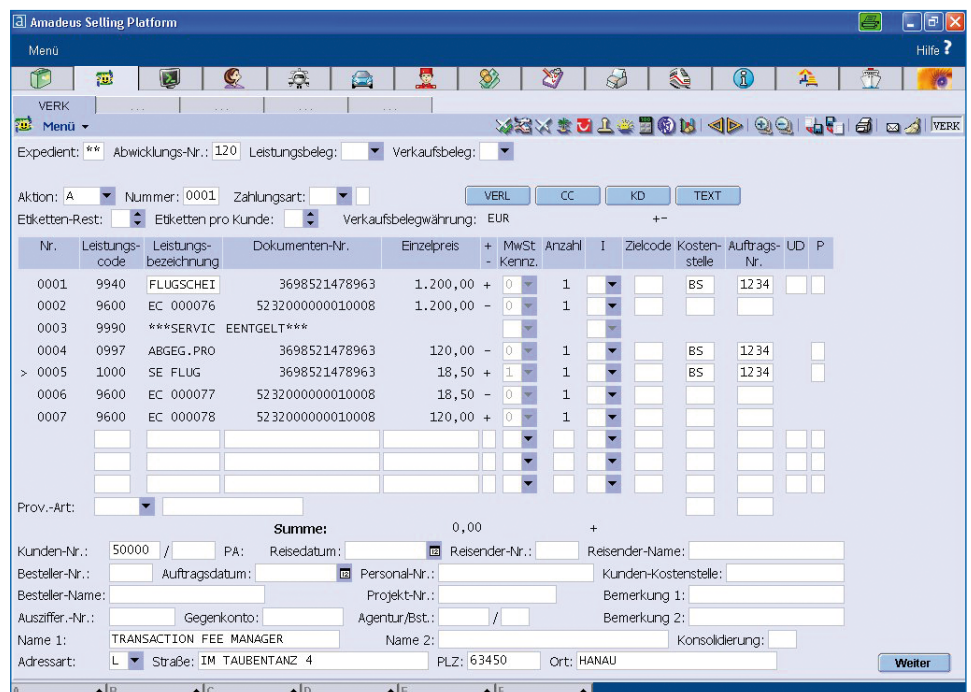 a Amadeus Selling Platform
Menü Hilfe ?
VERK ... ... ... ...
Menü VERK
Expedient: ** Abwicklungs-Nr.: 120 Leistungsbeleg: Verkaufsbeleg:
Aktion: A Nummer: 0001 Zahlungsart: VERL CC KD TEXT
Etiketten-Rest: Etiketten pro Kunde: Verkaufsbelegwährung: EUR +-
Nr. Leistungs- Leistungs- Dokumenten-Nr. Einzelpreis + MwSt Anzahl I Zielcode Kosten- Auftrags- UD P
code bezeichnung - Kennz. stelle Nr.
0001 9940 FLUGSCHEI 3698521478963 1.200,00 + 0 1 BS 1234
0002 9600 EC 000076 5232000000010008 1.200,00 - 0 1
0003 9990 ***SERVIC EENTGELT***
0004 0997 ABGEG.PRO 3698521478963 120,00 - 0 1 BS 1234
> 0005 1000 SE FLUG 3698521478963 18,50 + 1 1 BS 1234
0006 9600 EC 000077 5232000000010008 18,50 - 0 1
0007 9600 EC 000078 5232000000010008 120,00 + 0 1
Prov.-Art:
Summe: 0,00 +
Kunden-Nr.: 50000 / PA: Reisedatum: 12 Reisender-Nr.: Reisender-Name:
Besteller-Nr.: Auftragsdatum: 12 Personal-Nr.: Kunden-Kostenstelle:
Besteller-Name: Projekt-Nr.: Bemerkung 1:
Ausziffer.-Nr.: Gegenkonto: Agentur/Bst.: / Bemerkung 2:
Name 1: TRANSACTION FEE MANAGER Name 2: Konsolidierung:
Adressart: L Straße: IM TAUBENTANZ 4 PLZ: 63450 Ort: HANAU Weiter
A B C D E F